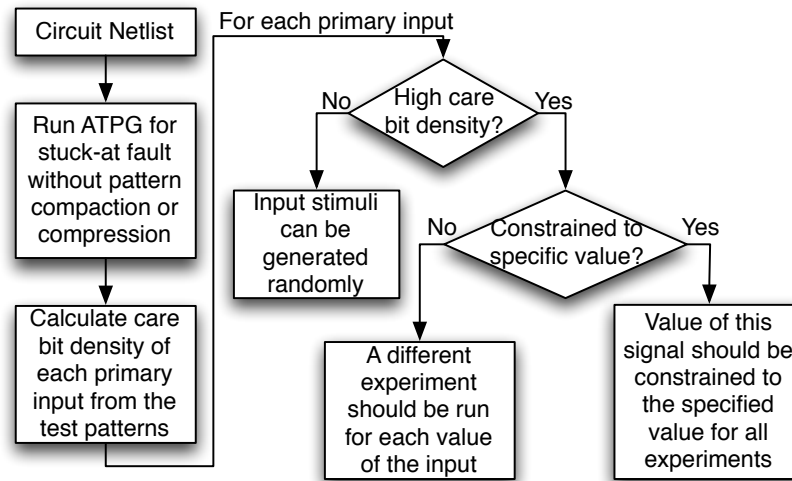 Circuit Netlist
Run ATPG for
stuck-at fault
without pattern
compaction or
compression
Calculate care
bit density of
each primary
input from the
test patterns
For each primary input
High care
bit density?
No
Yes
Input stimuli
can be
generated
randomly
Constrained to
specific value?
No
Yes
A different
experiment
should be run
for each value
of the input
Value of this
signal should be
constrained to
the specified
value for all
experiments